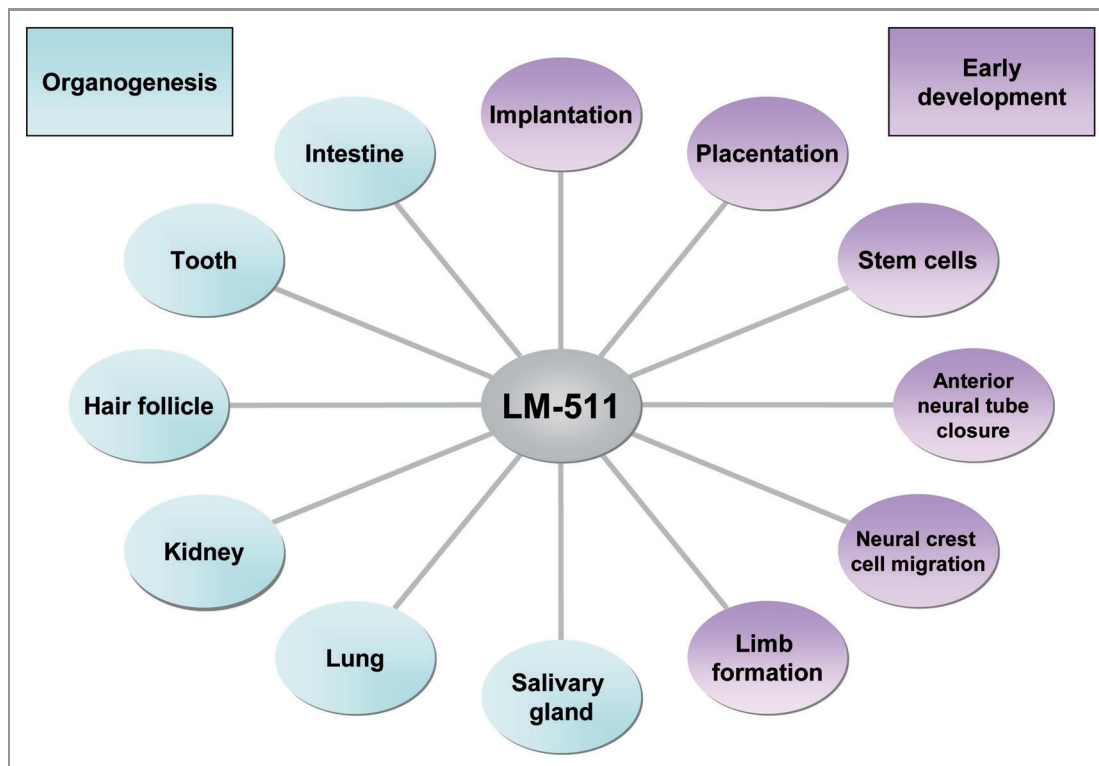 Organogenesis
Early
development
Implantation
Intestine
Placentation
Tooth
Stem cells
Hair follicle
LM-511
Anterior
neural tube
closure
Kidney
Neural crest
cell migration
Lung
Limb
formation
Salivary
gland